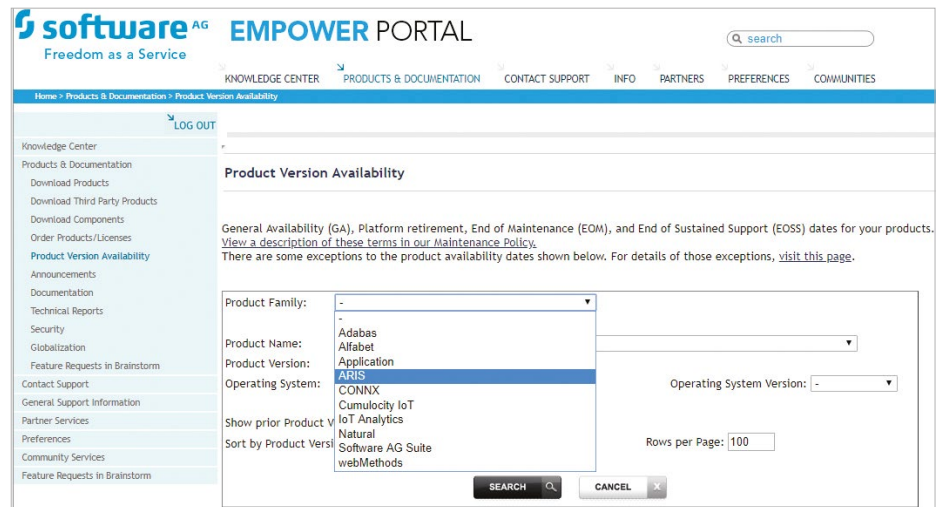 software AG
Freedom as a Service
EMPOWER PORTAL
search
KNOWLEDGE CENTER PRODUCTS & DOCUMENTATION CONTACT SUPPORT INFO PARTNERS PREFERENCES COMMUNITIES
Home > Products & Documentation > Product Version Availability
LOG OUT
Knowledge Center
Products & Documentation
Download Products
Download Third Party Products
Download Components
Order Products/Licenses
Product Version Availability
Announcements
Documentation
Technical Reports
Security
Globalization
Feature Requests in Brainstorm
Contact Support
General Support Information
Partner Services
Preferences
Community Services
Feature Requests in Brainstorm
Product Version Availability
General Availability (GA), Platform retirement, End of Maintenance (EOM), and End of Sustained Support (EOSS) dates for your products.
View a description of these terms in our Maintenance Policy.
There are some exceptions to the product availability dates shown below. For details of those exceptions, visit this page.
Product Family: -
-
Adabas
Alfabet
Application
ARIS
CONNX
Cumulocity IoT
IoT Analytics
Natural
Software AG Suite
webMethods
Product Name:
Product Version:
Operating System:
Operating System Version: -
Show prior Product V
Sort by Product Versi
Rows per Page: 100
SEARCH
CANCEL X